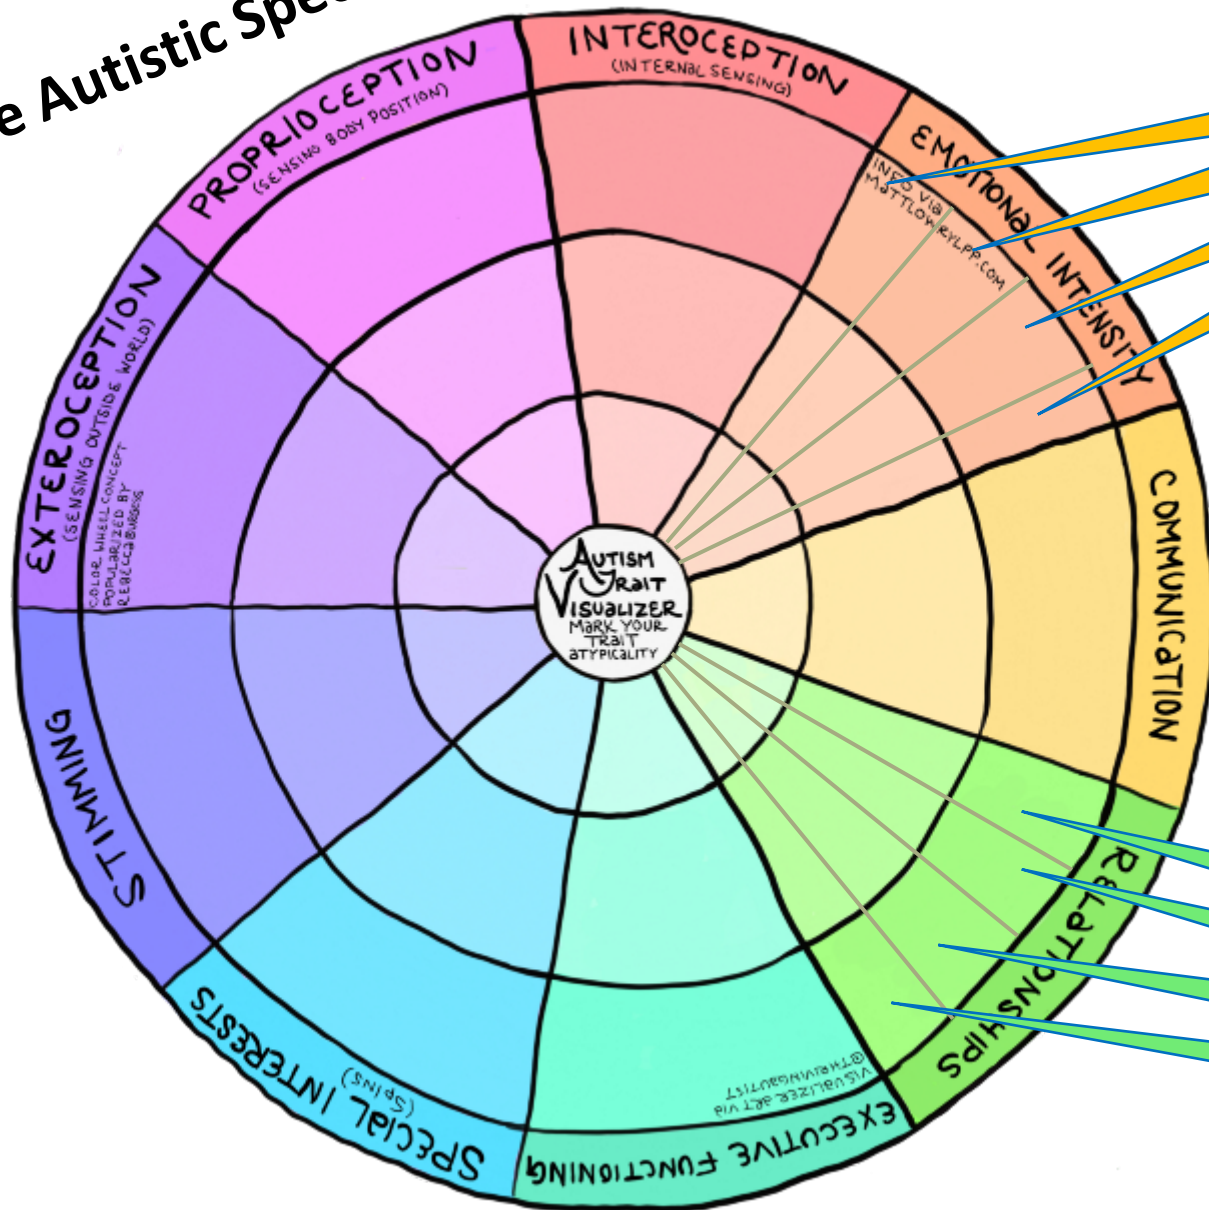 e Autistic Spe
INTEROCEPTION
(INTERNAL SENSING)
EMOTIONAL INTENSITY
INFO VIA
MATTLOWRYLPP.COM
COMMUNICATION
RELATIONSHIPS
EXECUTIVE FUNCTIONING
VISUALIZER ART VIA
@THRIVINGAUTIST
SPECIAL INTERESTS
(SPINS)
STIMMING
EXTEROCEPTION
(SENSING OUTSIDE WORLD)
COLOR WHEEL CONCEPT
POPULARIZED BY
REBECCABURGESS
PROPRIOCEPTION
(SENSING BODY POSITION)
AUTISM
TRAIT
VISUALIZER
MARK YOUR
TRAIT
ATYPICALITY